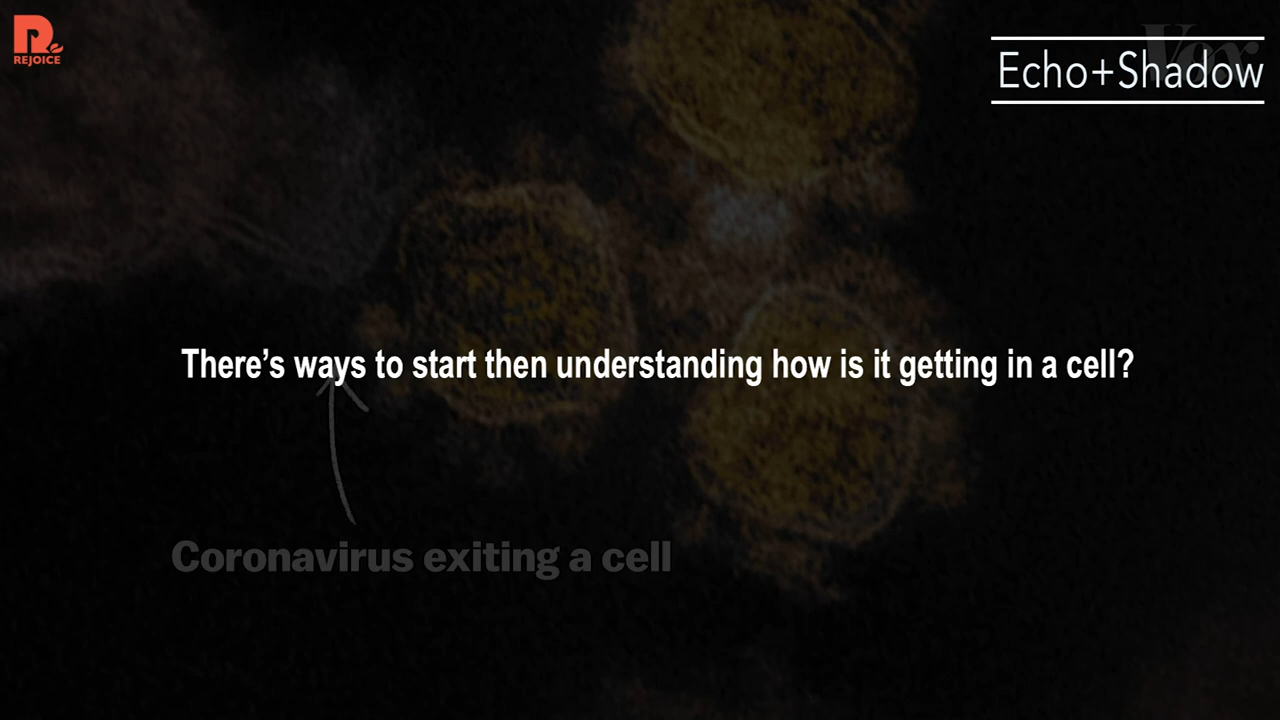 R
REJOICE
Vox
Echo+Shadow
There’s ways to start then understanding how is it getting in a cell?
Coronavirus exiting a cell